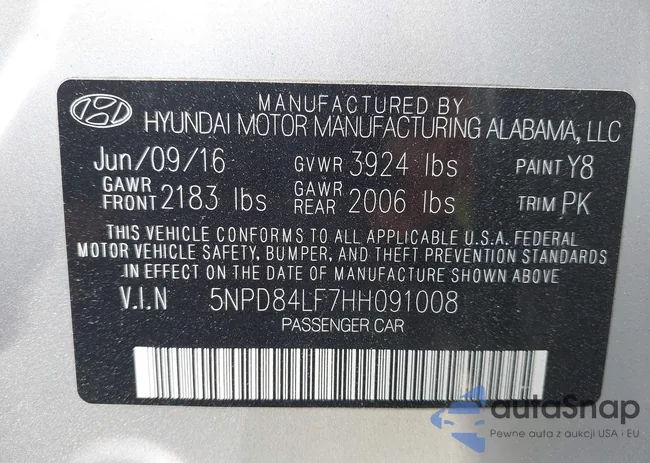 MANUFACTURED BY
HYUNDAI MOTOR MANUFACTURING ALABAMA, LLC
Jun/09/16 GVWR 3924 lbs PAINT Y8
GAWR FRONT 2183 lbs GAWR REAR 2006 lbs TRIM PK
THIS VEHICLE CONFORMS TO ALL APPLICABLE U.S.A. FEDERAL
MOTOR VEHICLE SAFETY, BUMPER, AND THEFT PREVENTION STANDARDS
IN EFFECT ON THE DATE OF MANUFACTURE SHOWN ABOVE.
V.I.N 5NPD84LF7HH091008
PASSENGER CAR
autaSnap
Pewne auta z aukcji USA • EU